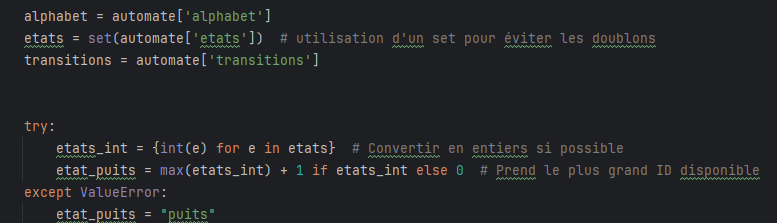 alphabet = automate['alphabet']
etats = set(automate['etats'])  # utilisation d'un set pour éviter les doublons
transitions = automate['transitions']
try:
    etats_int = {int(e) for e in etats}  # Convertir en entiers si possible
    etat_puits = max(etats_int) + 1 if etats_int else 0  # Prend le plus grand ID disponible
except ValueError:
    etat_puits = "puits"